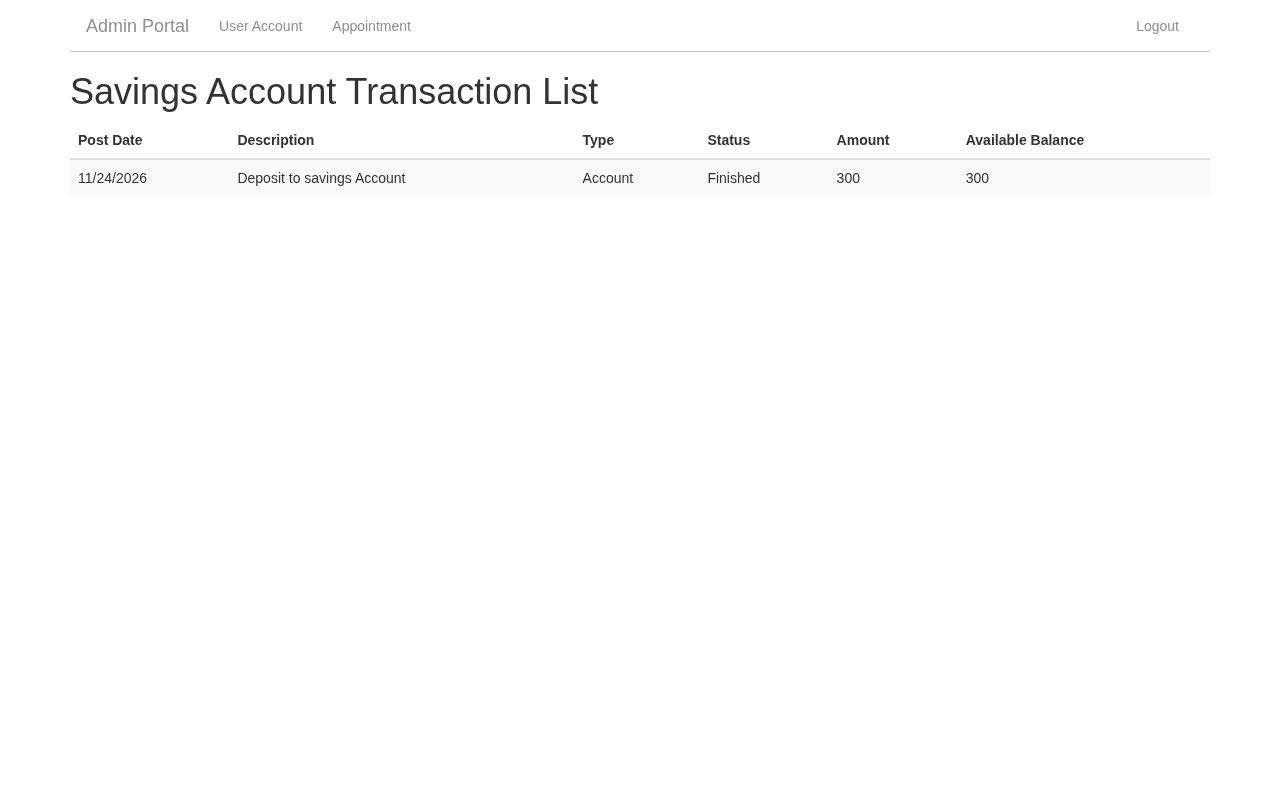 Admin Portal User Account Appointment Logout
Savings Account Transaction List
Post Date Description Type Status Amount Available Balance
11/24/2026 Deposit to savings Account Account Finished 300 300